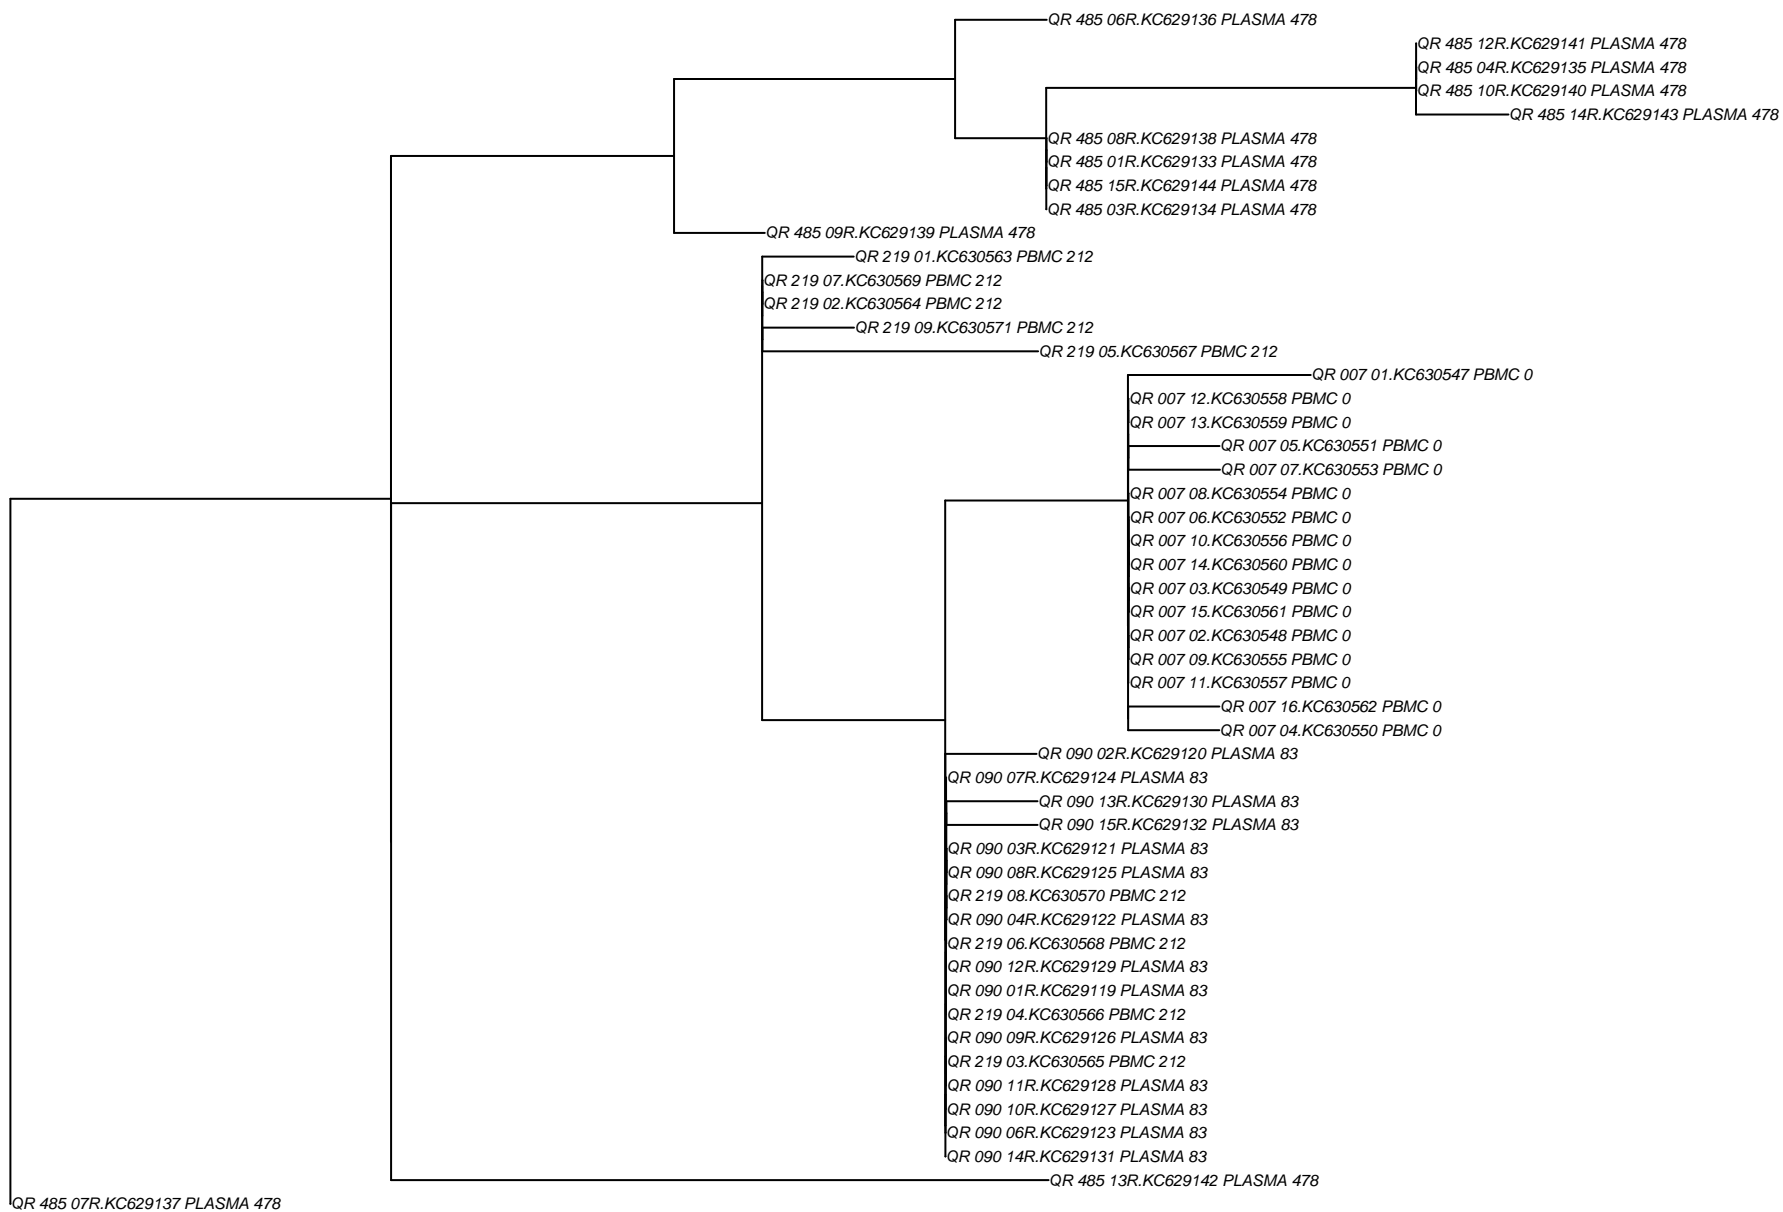 QR 485 06R.KC629136 PLASMA 478
QR 485 12R.KC629141 PLASMA 478
QR 485 04R.KC629135 PLASMA 478
QR 485 10R.KC629140 PLASMA 478
QR 485 14R.KC629143 PLASMA 478
QR 485 08R.KC629138 PLASMA 478
QR 485 01R.KC629133 PLASMA 478
QR 485 15R.KC629144 PLASMA 478
QR 485 03R.KC629134 PLASMA 478
QR 485 09R.KC629139 PLASMA 478
QR 219 01.KC630563 PBMC 212
QR 219 07.KC630569 PBMC 212
QR 219 02.KC630564 PBMC 212
QR 219 09.KC630571 PBMC 212
QR 219 05.KC630567 PBMC 212
QR 007 01.KC630547 PBMC 0
QR 007 12.KC630558 PBMC 0
QR 007 13.KC630559 PBMC 0
QR 007 05.KC630551 PBMC 0
QR 007 07.KC630553 PBMC 0
QR 007 08.KC630554 PBMC 0
QR 007 06.KC630552 PBMC 0
QR 007 10.KC630556 PBMC 0
QR 007 14.KC630560 PBMC 0
QR 007 03.KC630549 PBMC 0
QR 007 15.KC630561 PBMC 0
QR 007 02.KC630548 PBMC 0
QR 007 09.KC630555 PBMC 0
QR 007 11.KC630557 PBMC 0
QR 007 16.KC630562 PBMC 0
QR 007 04.KC630550 PBMC 0
QR 090 02R.KC629120 PLASMA 83
QR 090 07R.KC629124 PLASMA 83
QR 090 13R.KC629130 PLASMA 83
QR 090 15R.KC629132 PLASMA 83
QR 090 03R.KC629121 PLASMA 83
QR 090 08R.KC629125 PLASMA 83
QR 219 08.KC630570 PBMC 212
QR 090 04R.KC629122 PLASMA 83
QR 219 06.KC630568 PBMC 212
QR 090 12R.KC629129 PLASMA 83
QR 090 01R.KC629119 PLASMA 83
QR 219 04.KC630566 PBMC 212
QR 090 09R.KC629126 PLASMA 83
QR 219 03.KC630565 PBMC 212
QR 090 11R.KC629128 PLASMA 83
QR 090 10R.KC629127 PLASMA 83
QR 090 06R.KC629123 PLASMA 83
QR 090 14R.KC629131 PLASMA 83
QR 485 13R.KC629142 PLASMA 478
QR 485 07R.KC629137 PLASMA 478